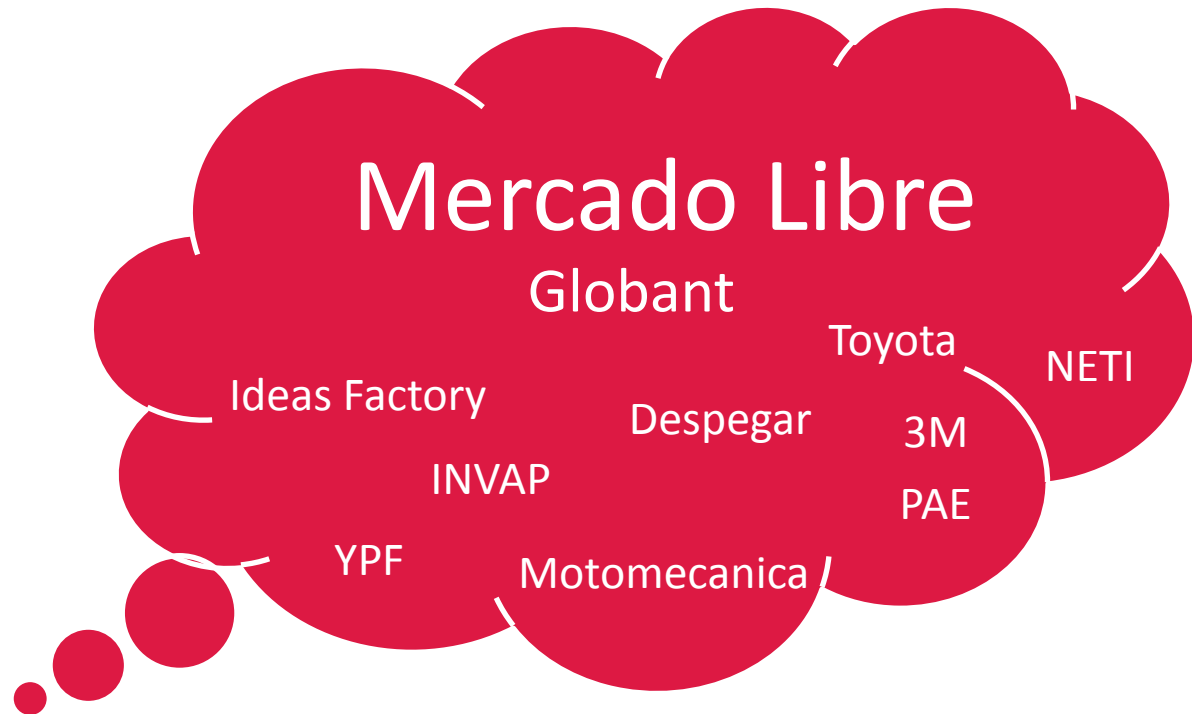 Mercado Libre
Globant
Toyota
NETI
Ideas Factory
Despegar
3M
INVAP
PAE
YPF
Motomecanica